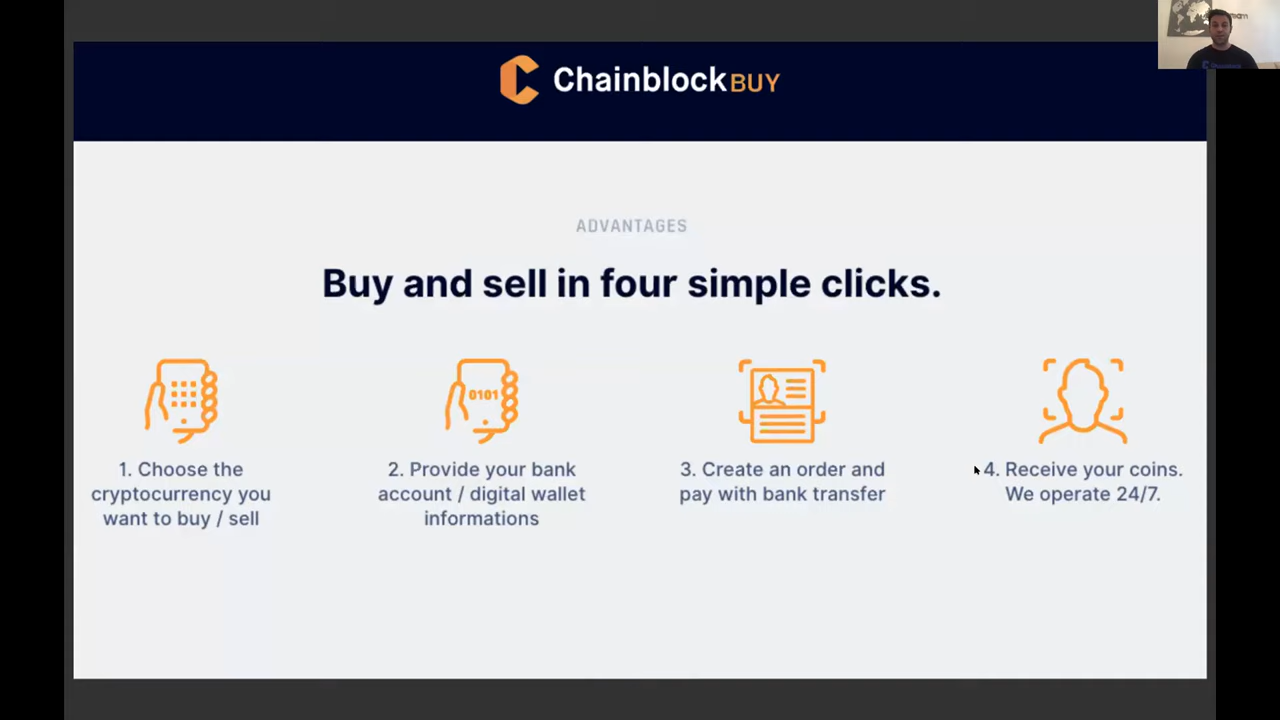 Chainblock BUY
ADVANTAGES
Buy and sell in four simple clicks.
0101
1. Choose the
cryptocurrency you
want to buy / sell
2. Provide your bank
account / digital wallet
informations
3. Create an order and
pay with bank transfer
4. Receive your coins.
We operate 24/7.